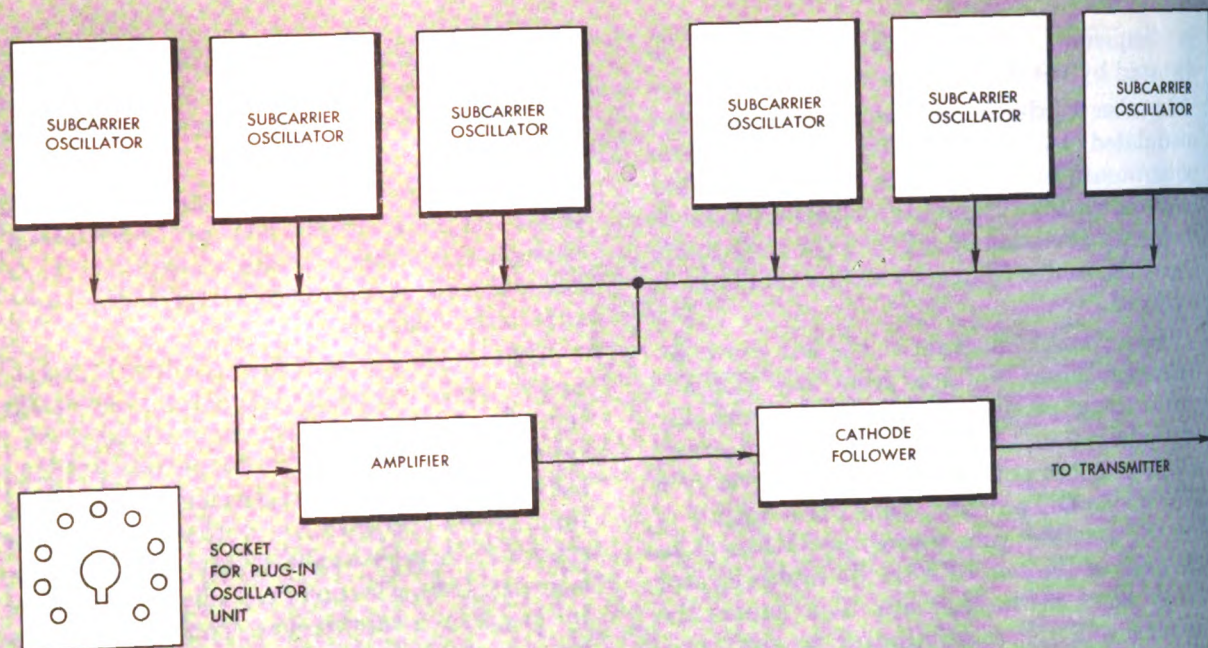 SUBCARRIER
OSCILLATOR
SUBCARRIER
OSCILLATOR
SUBCARRIER
OSCILLATOR
SUBCARRIER
OSCILLATOR
SUBCARRIER
OSCILLATOR
SUBCARRIER
OSCILLATOR
AMPLIFIER
CATHODE
FOLLOWER
TO TRANSMITTER
SOCKET
FOR PLUG-IN
OSCILLATOR
UNIT